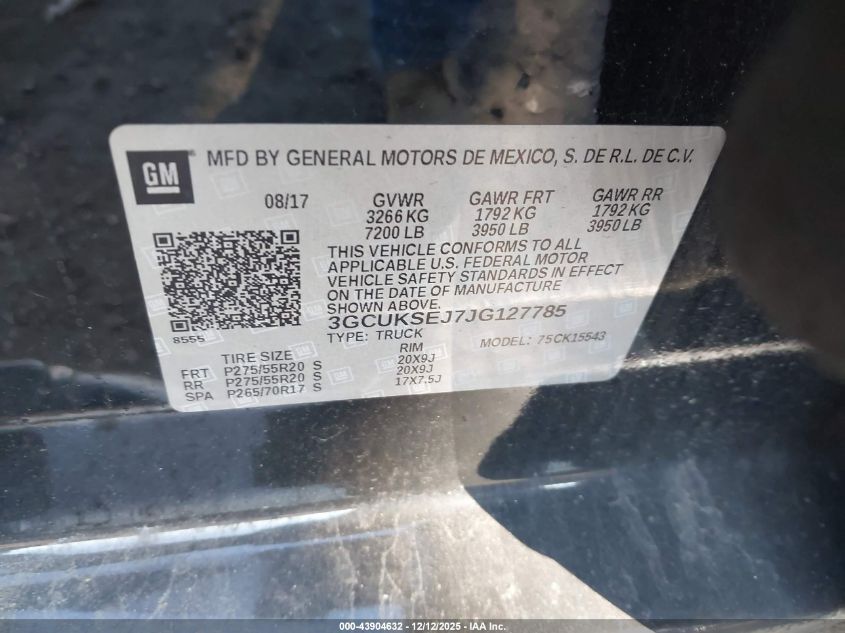 GM
MFD BY GENERAL MOTORS DE MEXICO, S. DE R.L. DE C.V.
08/17 GVWR GAWR FRT GAWR RR
3266 KG 1792 KG 1792 KG
7200 LB 3950 LB 3950 LB
THIS VEHICLE CONFORMS TO ALL
APPLICABLE U.S. FEDERAL MOTOR
VEHICLE SAFETY STANDARDS IN EFFECT
ON THE DATE OF MANUFACTURE
SHOWN ABOVE.
3GCUKSEJ7JG127785
8555
TYPE: TRUCK MODEL: 75CK15543
TIRE SIZE RIM
FRT P275/55R20 S 20X9J
RR P275/55R20 S 20X9J
SPA P265/70R17 S 17X7.5J
000-43904632 - 12/12/2025 - IAA Inc.